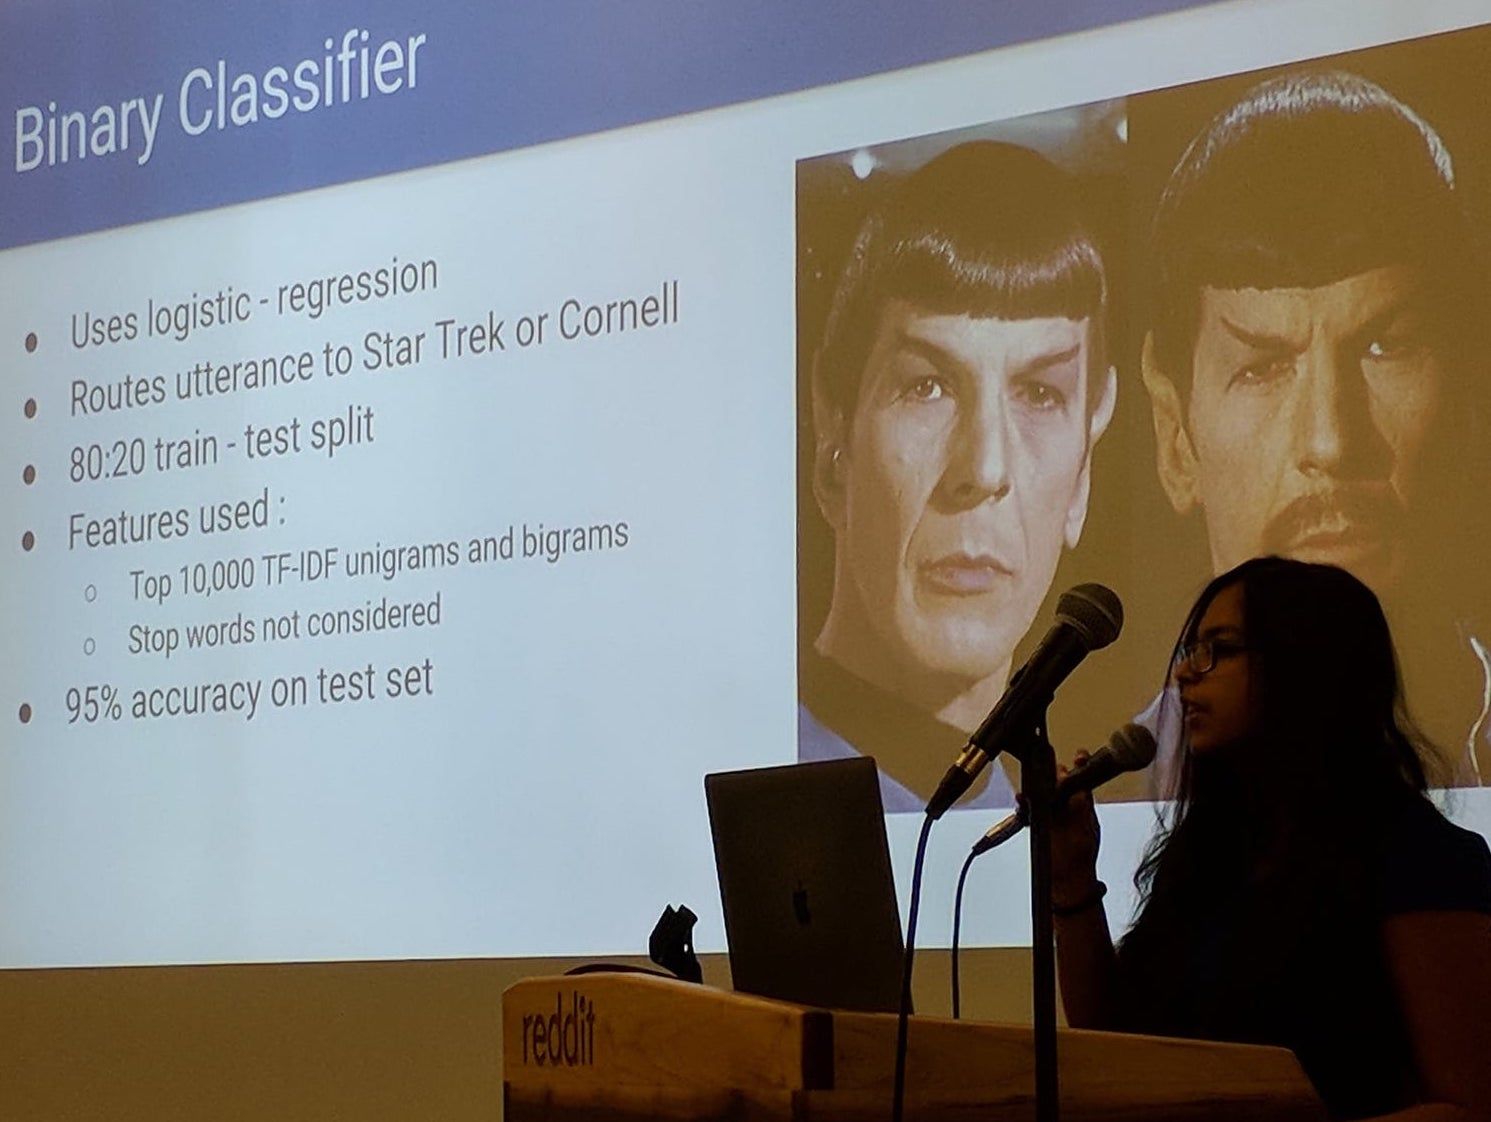 Binary Classifier
Uses logistic - regression
Routes utterance to Star Trek or Cornell
80:20 train - test split
Features used :
Top 10,000 TF-IDF unigrams and bigrams
Stop words not considered
95% accuracy on test set
reddit